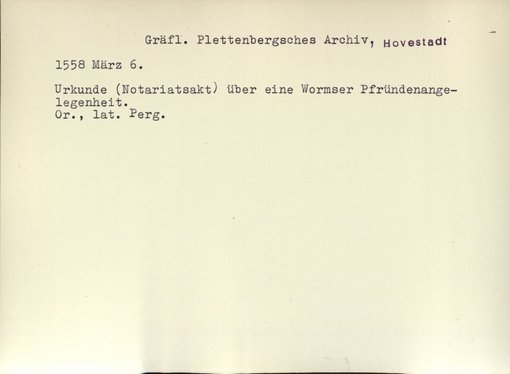 Gräfl. Plettenbergsches Archiv, Hovestadt
1558 März 6.
Urkunde (Notariatsakt) über eine Wormser Pfründenange-
legenheit.
Or., lat. Perg.